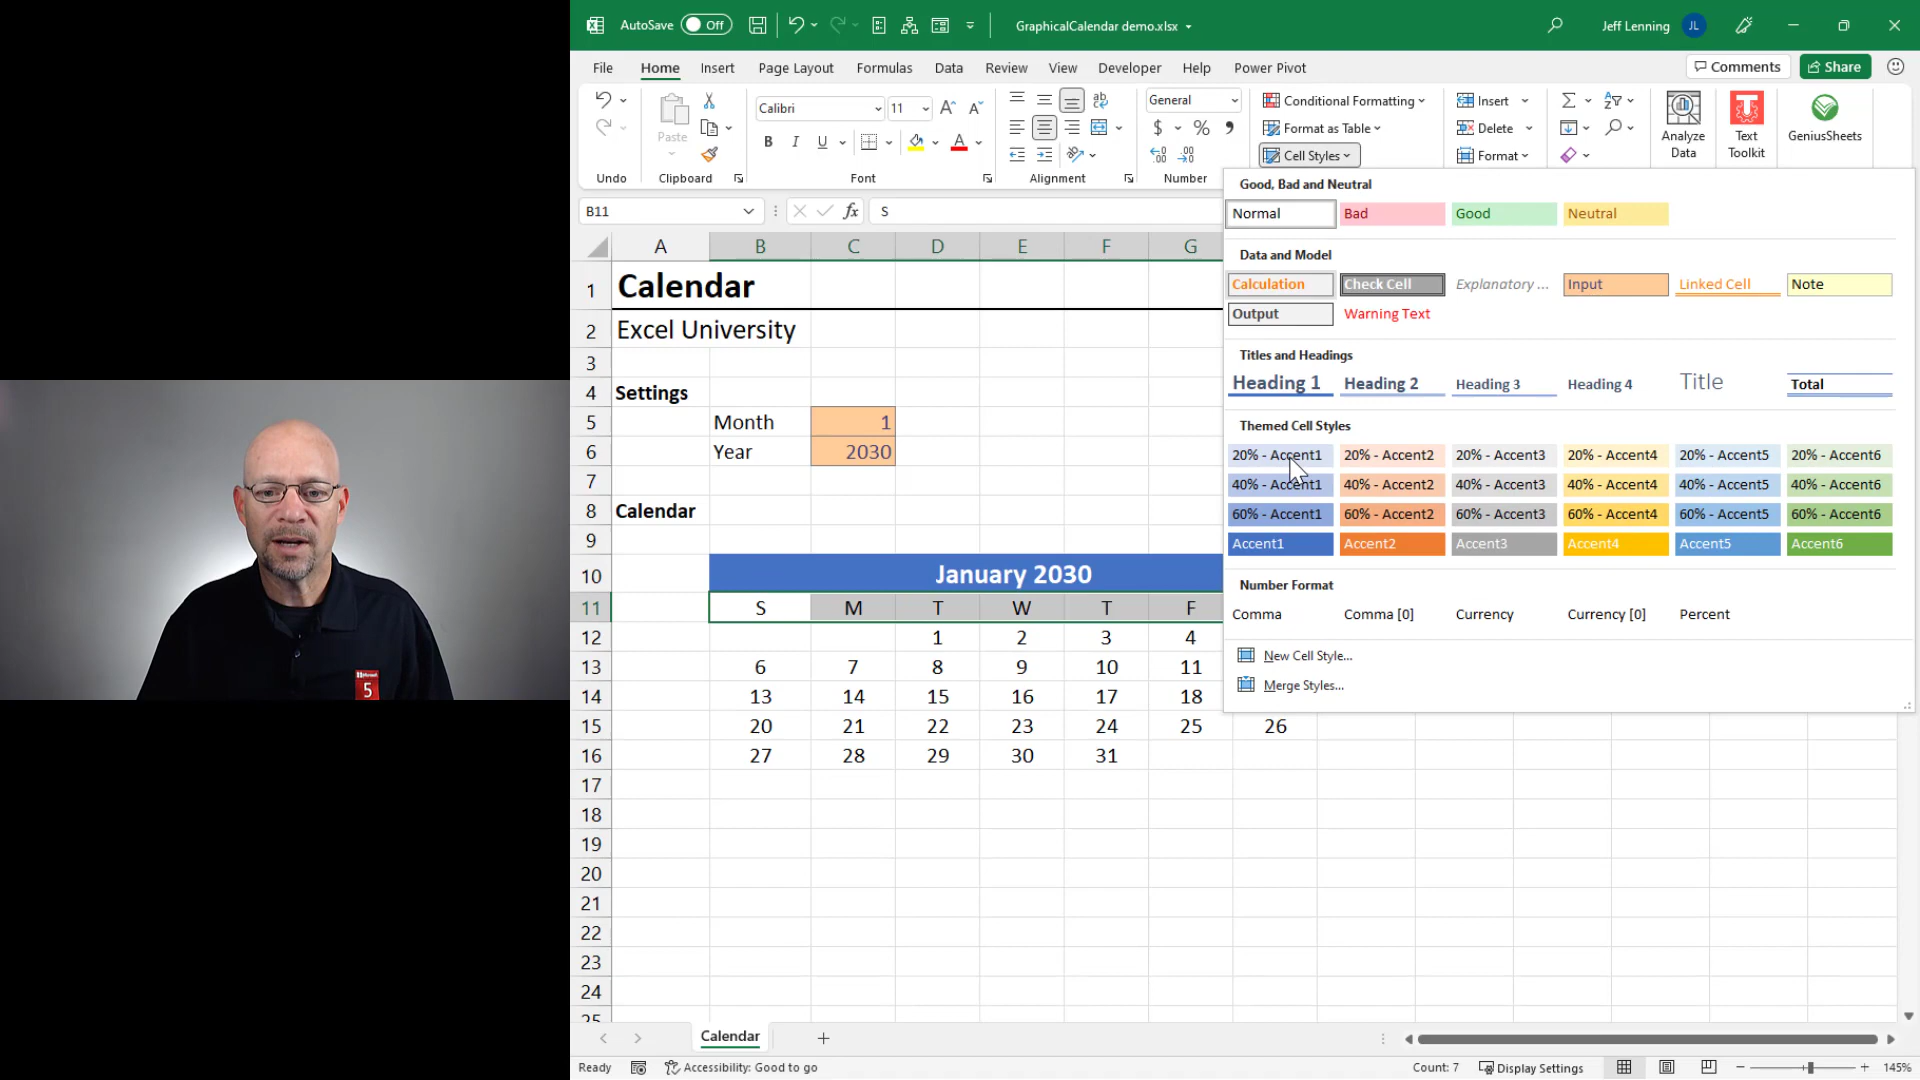 AutoSave Off GraphicalCalendar demo.xlsx Jeff Lenning JL
File Home Insert Page Layout Formulas Data Review View Developer Help Power Pivot Comments Share
Paste Calibri 11 General Conditional Formatting Insert
B I U $ % Format as Table Delete
Cell Styles Format
Analyze Data Text Toolkit GeniusSheets
Undo Clipboard Font Alignment Number
B11 fx S
A B C D E F G
1 Calendar
2 Excel University
3
4 Settings
5 Month 1
6 Year 2030
7
8 Calendar
9
10 January 2030
11 S M T W T F
12 1 2 3 4
13 6 7 8 9 10 11
14 13 14 15 16 17 18
15 20 21 22 23 24 25 26
16 27 28 29 30 31
17
18
19
20
21
22
23
24
25
Good, Bad and Neutral
Normal Bad Good Neutral
Data and Model
Calculation Check Cell Explanatory ... Input Linked Cell Note
Output Warning Text
Titles and Headings
Heading 1 Heading 2 Heading 3 Heading 4 Title Total
Themed Cell Styles
20% - Accent1 20% - Accent2 20% - Accent3 20% - Accent4 20% - Accent5 20% - Accent6
40% - Accent1 40% - Accent2 40% - Accent3 40% - Accent4 40% - Accent5 40% - Accent6
60% - Accent1 60% - Accent2 60% - Accent3 60% - Accent4 60% - Accent5 60% - Accent6
Accent1 Accent2 Accent3 Accent4 Accent5 Accent6
Number Format
Comma Comma [0] Currency Currency [0] Percent
New Cell Style...
Merge Styles...
5
Calendar
Ready Accessibility: Good to go Count: 7 Display Settings 145%